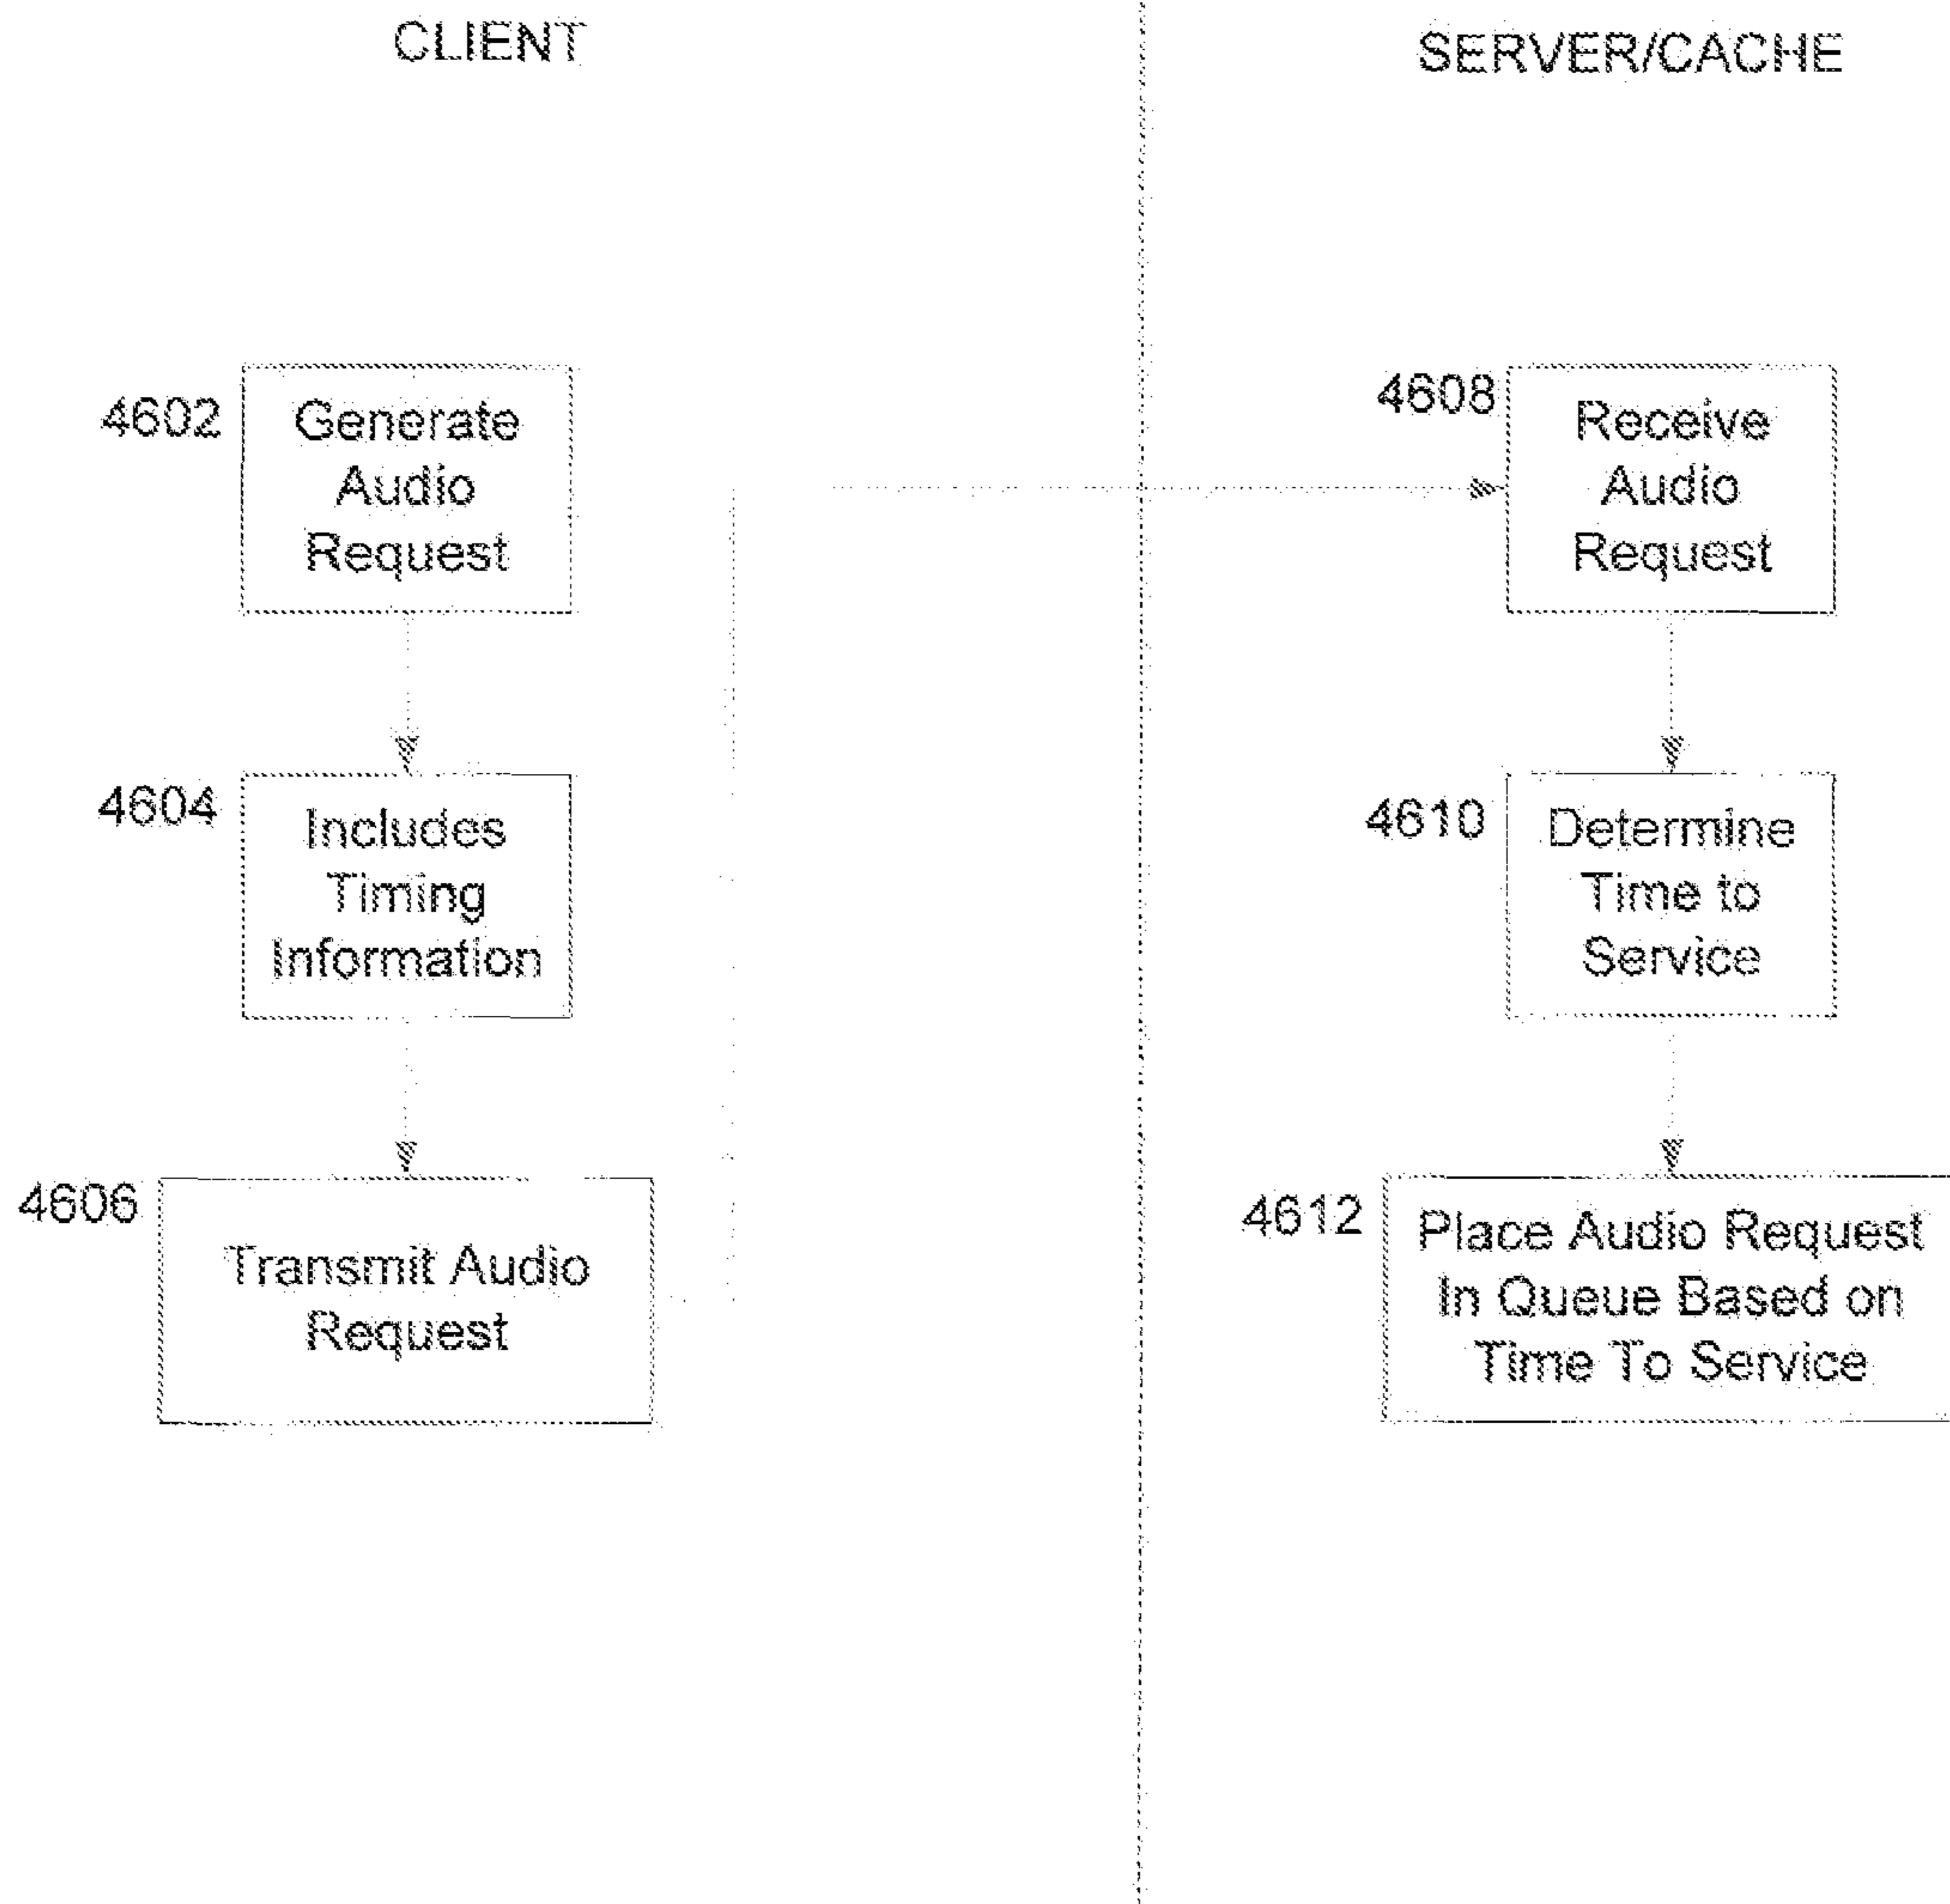 CLIENT
SERVER/CACHE
4602
Generate
Audio
Request
4604
Includes
Timing
Information
4606
Transmit Audio
Request
4608
Receive
Audio
Request
4610
Determine
Time to
Service
4612
Place Audio Request
In Queue Based on
Time To Service